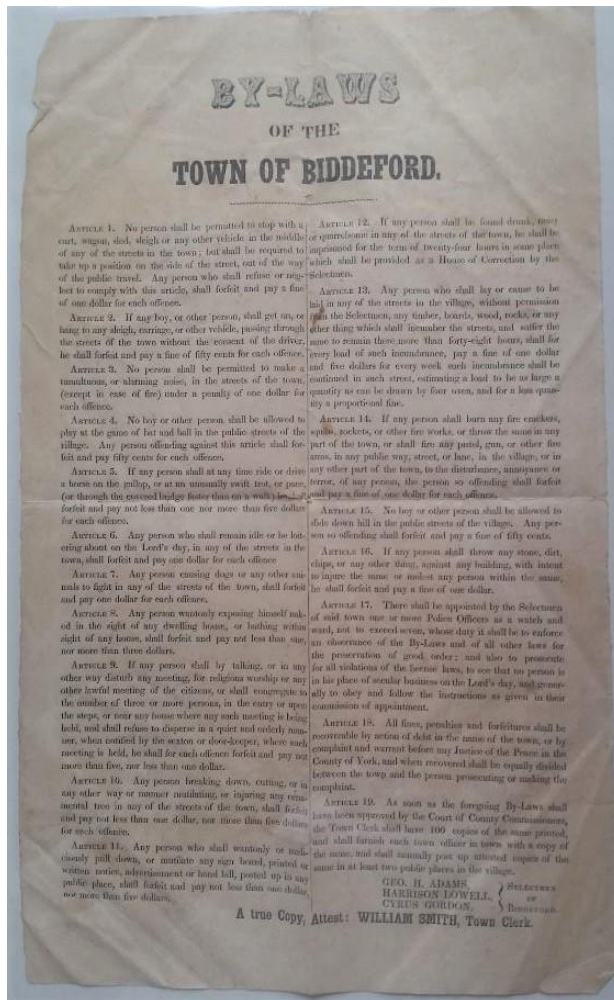 BY-LAWS
OF THE
TOWN OF BIDDEFORD.
ARTICLE 1. No person shall be permitted to stop with a
cart, wagon, sled, sleigh or any other vehicle in the middle
of any of the streets in the town; but shall be required to
take up a position on the side of the street, out of the way
of the public travel. Any person who shall refuse or neg-
lect to comply with this article, shall forfeit and pay a fine
of one dollar for each offence.
ARTICLE 2. If any boy, or other person, shall get on, or
hang to any sleigh, carriage, or other vehicle, passing through
the streets of the town without the consent of the driver,
he shall forfeit and pay a fine of fifty cents for each offence.
ARTICLE 3. No person shall be permitted to make a
tumultuous, or alarming noise, in the streets of the town,
(except in case of fire) under a penalty of one dollar for
each offence.
ARTICLE 4. No boy or other person, shall be allowed to
play at the game of bat and ball in the public streets of the
village. Any person offending against this article shall for-
feit and pay fifty cents for each offence.
ARTICLE 5. If any person shall at any time ride or drive
a horse on the gallop, or at an unusually swift trot, or pace,
(or through the covered bridge faster than on a walk) he
forfeit and pay not less than one nor more than five dollars
for each offence.
ARTICLE 6. Any person who shall remain idle or be loit-
ering about on the Lord's day, in any of the streets in the
town, shall forfeit and pay one dollar for each offence
ARTICLE 7. Any person causing dogs or any other ani-
mals to fight in any of the streets of the town, shall forfeit
and pay one dollar for each offence.
ARTICLE 8. Any person wantonly exposing himself nak-
ed in the sight of any dwelling house, or bathing within
sight of any house, shall forfeit and pay not less than one,
nor more than three dollars.
ARTICLE 9. If any person shall by talking, or in any
other way disturb any meeting, for religious worship or any
other lawful meeting of the citizens, or shall congregate to
the number of three or more persons, in the entry or upon
the steps, or near any house where any such meeting is being
held, and shall refuse to disperse in a quiet and orderly man-
ner, when notified by the sexton or door-keeper, where such
meeting is held, he shall for each offence forfeit and pay not
more than five, nor less than one dollar.
ARTICLE 10. Any person breaking down, cutting, or in
any other way or manner mutilating, or injuring any orna-
mental tree in any of the streets of the town, shall forfeit
and pay not less than one dollar, nor more than five dollars
for each offence.
ARTICLE 11. Any person who shall wantonly or mali-
ciously pull down, or mutilate any sign board, printed or
written notice, advertisement or hand bill, posted up in any
public place, shall forfeit and pay not less than one dollar,
nor more than five dollars.
ARTICLE 12. If any person shall be found drunk, noisy
or quarrelsome in any of the streets of the town, he shall be
imprisoned for the term of twenty-four hours in some place
which shall be provided as a House of Correction by the
Selectmen.
ARTICLE 13. Any person who shall lay or cause to be
laid in any of the streets in the village, without permission
from the Selectmen, any timber, boards, wood, rocks, or any
other thing which shall incumber the streets, and suffer the
same to remain there more than forty-eight hours, shall for
every load of such incumbrance, pay a fine of one dollar
and five dollars for every week such incumbrance shall be
continued in such street, estimating a load to be as large a
quantity as can be drawn by four oxen, and for a less quan-
tity a proportional fine.
ARTICLE 14. If any person shall burn any fire crackers,
squibs, rockets, or other fire works, or throw the same in any
part of the town, or shall fire any pistol, gun, or other fire
arms, in any public way, street, or lane, in the village, or in
any other part of the town, to the disturbance, annoyance or
terror, of any person, the person so offending shall forfeit
and pay a fine of one dollar for each offence.
ARTICLE 15. No boy or other person shall be allowed to
slide down hill in the public streets of the village. Any per-
son so offending shall forfeit and pay a fine of fifty cents.
ARTICLE 16. If any person shall throw any stone, dirt,
chips, or any other thing, against any building, with intent
to injure the same or molest any person within the same,
he shall forfeit and pay a fine of one dollar.
ARTICLE 17. There shall be appointed by the Selectmen
of said town one or more Police Officers as a watch and
ward, not to exceed seven, whose duty it shall be to enforce
an observance of the By-Laws and of all other laws for
the preservation of good order; and also to prosecute
for all violations of the license laws, to see that no person is
in his place of secular business on the Lord's day, and gener-
ally to obey and follow the instructions as given in their
commission of appointment.
ARTICLE 18. All fines, penalties and forfeitures shall be
recoverable by action of debt in the name of the town, or by
complaint and warrant before any Justice of the Peace in the
County of York, and when recovered shall be equally divided
between the town and the person prosecuting or making the
complaint.
ARTICLE 19. As soon as the foregoing By-Laws shall
have been approved by the Court of County Commissioners,
the Town Clerk shall have 100 copies of the same printed,
and shall furnish each town officer in town with a copy of
the same, and shall annually post up attested copies of the
same in at least two public places in the village.
GEO. H. ADAMS,
HARRISON LOWELL,
CYRUS GORDON.
SELECTMEN
OF
BIDDEFORD.
A true Copy, Attest: WILLIAM SMITH, Town Clerk.